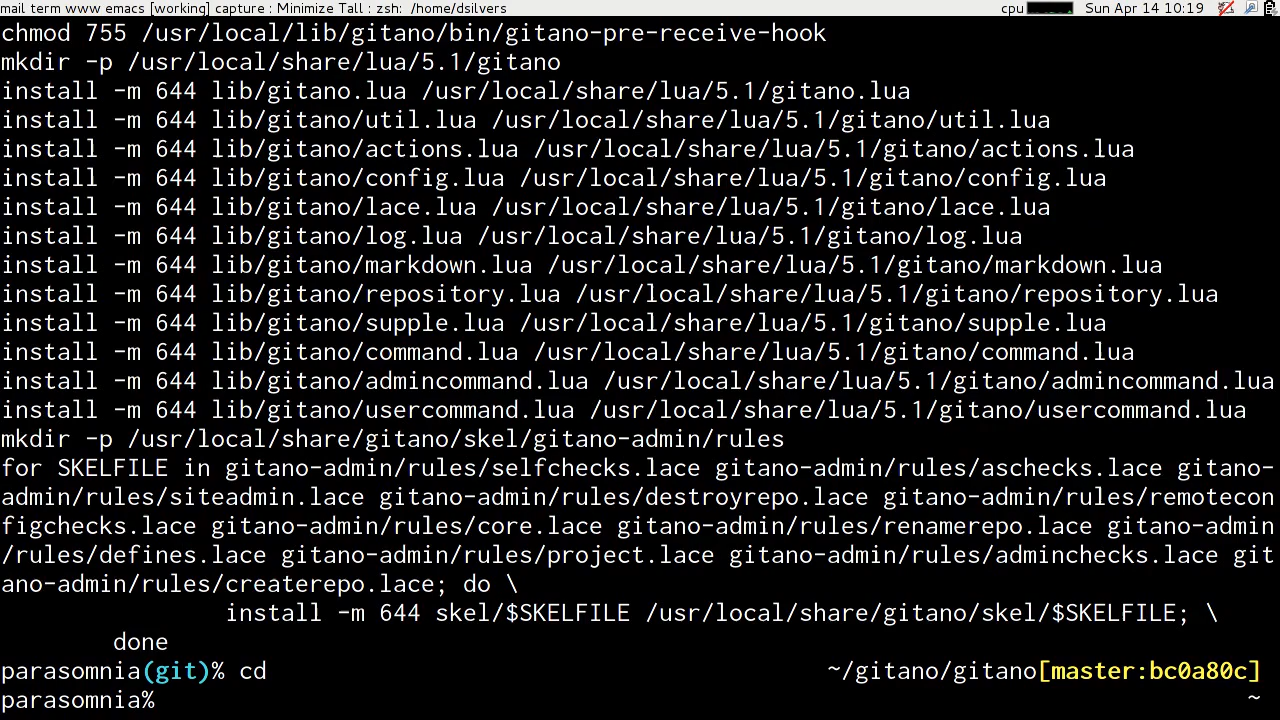 mail term www emacs [working] capture : Minimize Tall : zsh: /home/dsilvers cpu Sun Apr 14 10:19
chmod 755 /usr/local/lib/gitano/bin/gitano-pre-receive-hook
mkdir -p /usr/local/share/lua/5.1/gitano
install -m 644 lib/gitano.lua /usr/local/share/lua/5.1/gitano.lua
install -m 644 lib/gitano/util.lua /usr/local/share/lua/5.1/gitano/util.lua
install -m 644 lib/gitano/actions.lua /usr/local/share/lua/5.1/gitano/actions.lua
install -m 644 lib/gitano/config.lua /usr/local/share/lua/5.1/gitano/config.lua
install -m 644 lib/gitano/lace.lua /usr/local/share/lua/5.1/gitano/lace.lua
install -m 644 lib/gitano/log.lua /usr/local/share/lua/5.1/gitano/log.lua
install -m 644 lib/gitano/markdown.lua /usr/local/share/lua/5.1/gitano/markdown.lua
install -m 644 lib/gitano/repository.lua /usr/local/share/lua/5.1/gitano/repository.lua
install -m 644 lib/gitano/supple.lua /usr/local/share/lua/5.1/gitano/supple.lua
install -m 644 lib/gitano/command.lua /usr/local/share/lua/5.1/gitano/command.lua
install -m 644 lib/gitano/admincommand.lua /usr/local/share/lua/5.1/gitano/admincommand.lua
install -m 644 lib/gitano/usercommand.lua /usr/local/share/lua/5.1/gitano/usercommand.lua
mkdir -p /usr/local/share/gitano/skel/gitano-admin/rules
for SKELFILE in gitano-admin/rules/selfchecks.lace gitano-admin/rules/aschecks.lace gitano-
admin/rules/siteadmin.lace gitano-admin/rules/destroyrepo.lace gitano-admin/rules/remotecon
figchecks.lace gitano-admin/rules/core.lace gitano-admin/rules/renamerepo.lace gitano-admin
/rules/defines.lace gitano-admin/rules/project.lace gitano-admin/rules/adminchecks.lace git
ano-admin/rules/createrepo.lace; do \
install -m 644 skel/$SKELFILE /usr/local/share/gitano/skel/$SKELFILE; \
done
parasomnia(git)% cd ~/gitano/gitano[master:bc0a80c]
parasomnia% ~